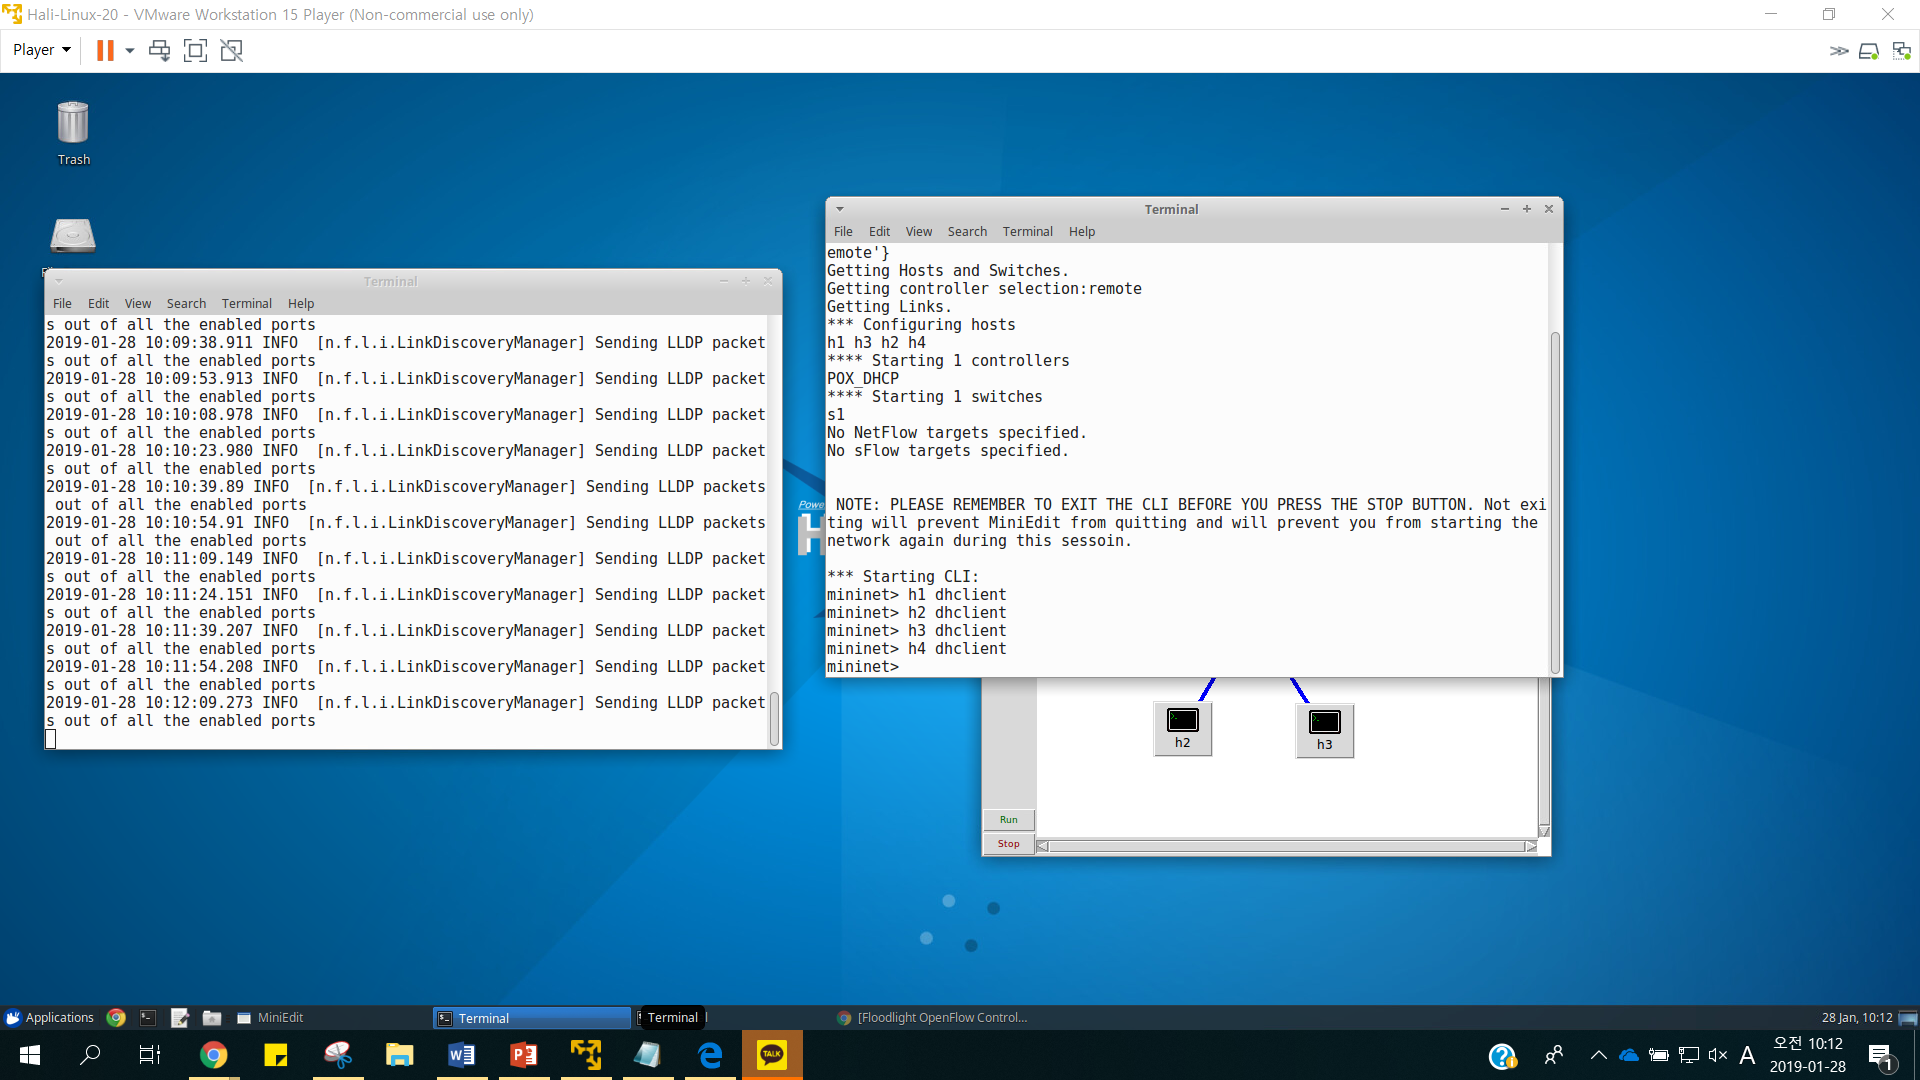 Hali-Linux-20 - VMware Workstation 15 Player (Non-commercial use only)
Player
Trash
Terminal
File Edit View Search Terminal Help
s out of all the enabled ports
2019-01-28 10:09:38.911 INFO  [n.f.l.i.LinkDiscoveryManager] Sending LLDP packet
s out of all the enabled ports
2019-01-28 10:09:53.913 INFO  [n.f.l.i.LinkDiscoveryManager] Sending LLDP packet
s out of all the enabled ports
2019-01-28 10:10:08.978 INFO  [n.f.l.i.LinkDiscoveryManager] Sending LLDP packet
s out of all the enabled ports
2019-01-28 10:10:23.980 INFO  [n.f.l.i.LinkDiscoveryManager] Sending LLDP packet
s out of all the enabled ports
2019-01-28 10:10:39.89 INFO  [n.f.l.i.LinkDiscoveryManager] Sending LLDP packets
out of all the enabled ports
2019-01-28 10:10:54.91 INFO  [n.f.l.i.LinkDiscoveryManager] Sending LLDP packets
out of all the enabled ports
2019-01-28 10:11:09.149 INFO  [n.f.l.i.LinkDiscoveryManager] Sending LLDP packet
s out of all the enabled ports
2019-01-28 10:11:24.151 INFO  [n.f.l.i.LinkDiscoveryManager] Sending LLDP packet
s out of all the enabled ports
2019-01-28 10:11:39.207 INFO  [n.f.l.i.LinkDiscoveryManager] Sending LLDP packet
s out of all the enabled ports
2019-01-28 10:11:54.208 INFO  [n.f.l.i.LinkDiscoveryManager] Sending LLDP packet
s out of all the enabled ports
2019-01-28 10:12:09.273 INFO  [n.f.l.i.LinkDiscoveryManager] Sending LLDP packet
s out of all the enabled ports
Powe
H
Terminal
File Edit View Search Terminal Help
emote'}
Getting Hosts and Switches.
Getting controller selection:remote
Getting Links.
*** Configuring hosts
h1 h3 h2 h4
**** Starting 1 controllers
POX_DHCP
**** Starting 1 switches
s1
No NetFlow targets specified.
No sFlow targets specified.
NOTE: PLEASE REMEMBER TO EXIT THE CLI BEFORE YOU PRESS THE STOP BUTTON. Not exi
ting will prevent MiniEdit from quitting and will prevent you from starting the
network again during this sessoin.
*** Starting CLI:
mininet> h1 dhclient
mininet> h2 dhclient
mininet> h3 dhclient
mininet> h4 dhclient
mininet>
h2
h3
Run
Stop
Applications
MiniEdit
Terminal
Terminal
[Floodlight OpenFlow Control...
28 Jan, 10:12
TALK
A
오전 10:12
2019-01-28
1